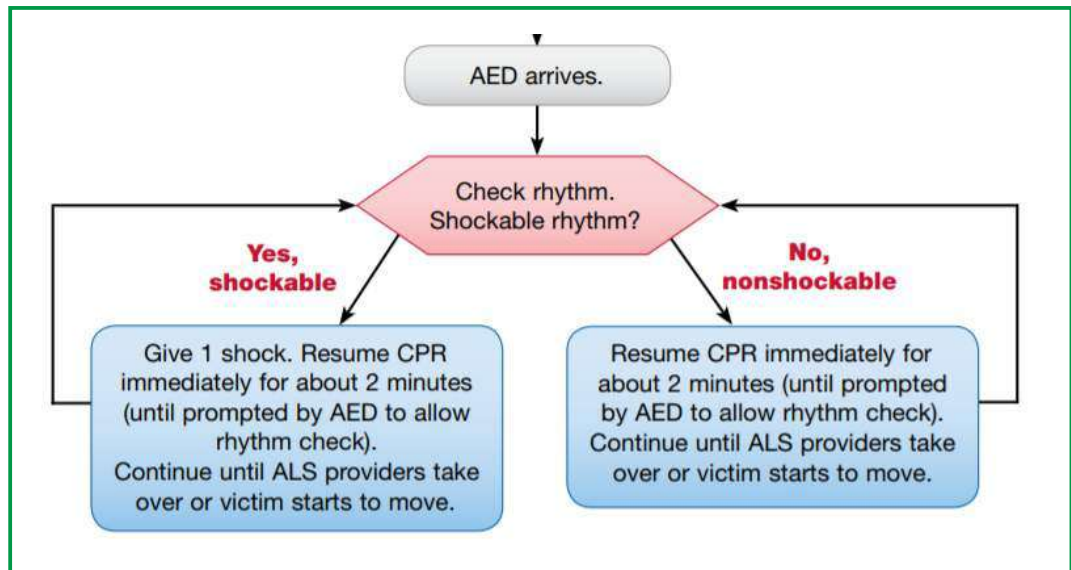 AED arrives.
Check rhythm.
Shockable rhythm?
Yes,
shockable
No,
nonshockable
Give 1 shock. Resume CPR
immediately for about 2 minutes
(until prompted by AED to allow
rhythm check).
Continue until ALS providers take
over or victim starts to move.
Resume CPR immediately for
about 2 minutes (until prompted
by AED to allow rhythm check).
Continue until ALS providers take
over or victim starts to move.